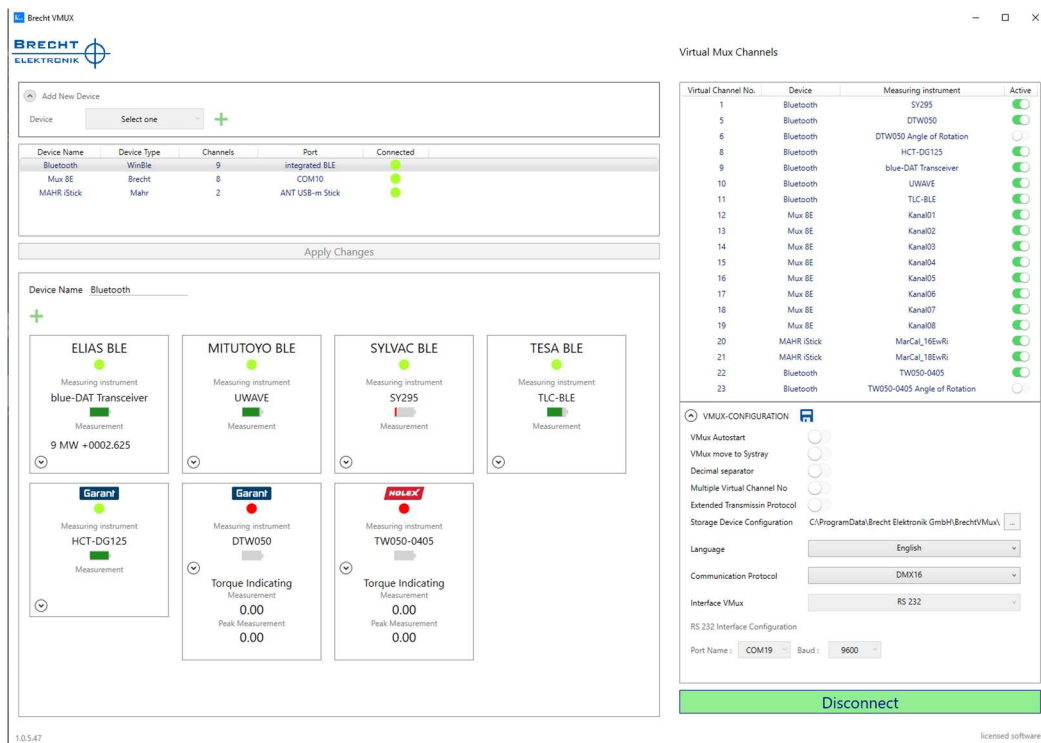 Brecht VMUX
BRECHT
ELEKTRONIK
Add New Device
Device Select one
Device Name Device Type Channels Port Connected
Bluetooth WinBle 9 integrated BLE
Mux 8E Brecht 8 COM10
MAHR iStick Mahr 2 ANT USB-m Stick
Apply Changes
Device Name Bluetooth
ELIAS BLE
Measuring instrument
blue-DAT Transceiver
Measurement
9 MW +0002.625
MITUTOYO BLE
Measuring instrument
UWAVE
Measurement
SYLVAC BLE
Measuring instrument
SY295
Measurement
TESA BLE
Measuring instrument
TLC-BLE
Measurement
Garant
Measuring instrument
HCT-DG125
Measurement
Garant
Measuring instrument
DTW050
Torque Indicating
Measurement
0.00
Peak Measurement
0.00
HOLEX
Measuring instrument
TW050-0405
Torque Indicating
Measurement
0.00
Peak Measurement
0.00
1.0.5.47
Virtual Mux Channels
Virtual Channel No. Device Measuring instrument Active
1 Bluetooth SY295
5 Bluetooth DTW050
6 Bluetooth DTW050 Angle of Rotation
8 Bluetooth HCT-DG125
9 Bluetooth blue-DAT Transceiver
10 Bluetooth UWAVE
11 Bluetooth TLC-BLE
12 Mux 8E Kanal01
13 Mux 8E Kanal02
14 Mux 8E Kanal03
15 Mux 8E Kanal04
16 Mux 8E Kanal05
17 Mux 8E Kanal06
18 Mux 8E Kanal07
19 Mux 8E Kanal08
20 MAHR iStick MarCal_16EwRi
21 MAHR iStick MarCal_18EwRi
22 Bluetooth TW050-0405
23 Bluetooth TW050-0405 Angle of Rotation
VMUX-CONFIGURATION
VMux Autostart
VMux move to Systray
Decimal separator
Multiple Virtual Channel No
Extended Transmissin Protocol
Storage Device Configuration C:\ProgramData\Brecht Elektronik GmbH\BrechtVMux\ ...
Language English
Communication Protocol DMX16
Interface VMux RS 232
RS 232 Interface Configuration
Port Name : COM19 Baud : 9600
Disconnect
licensed software